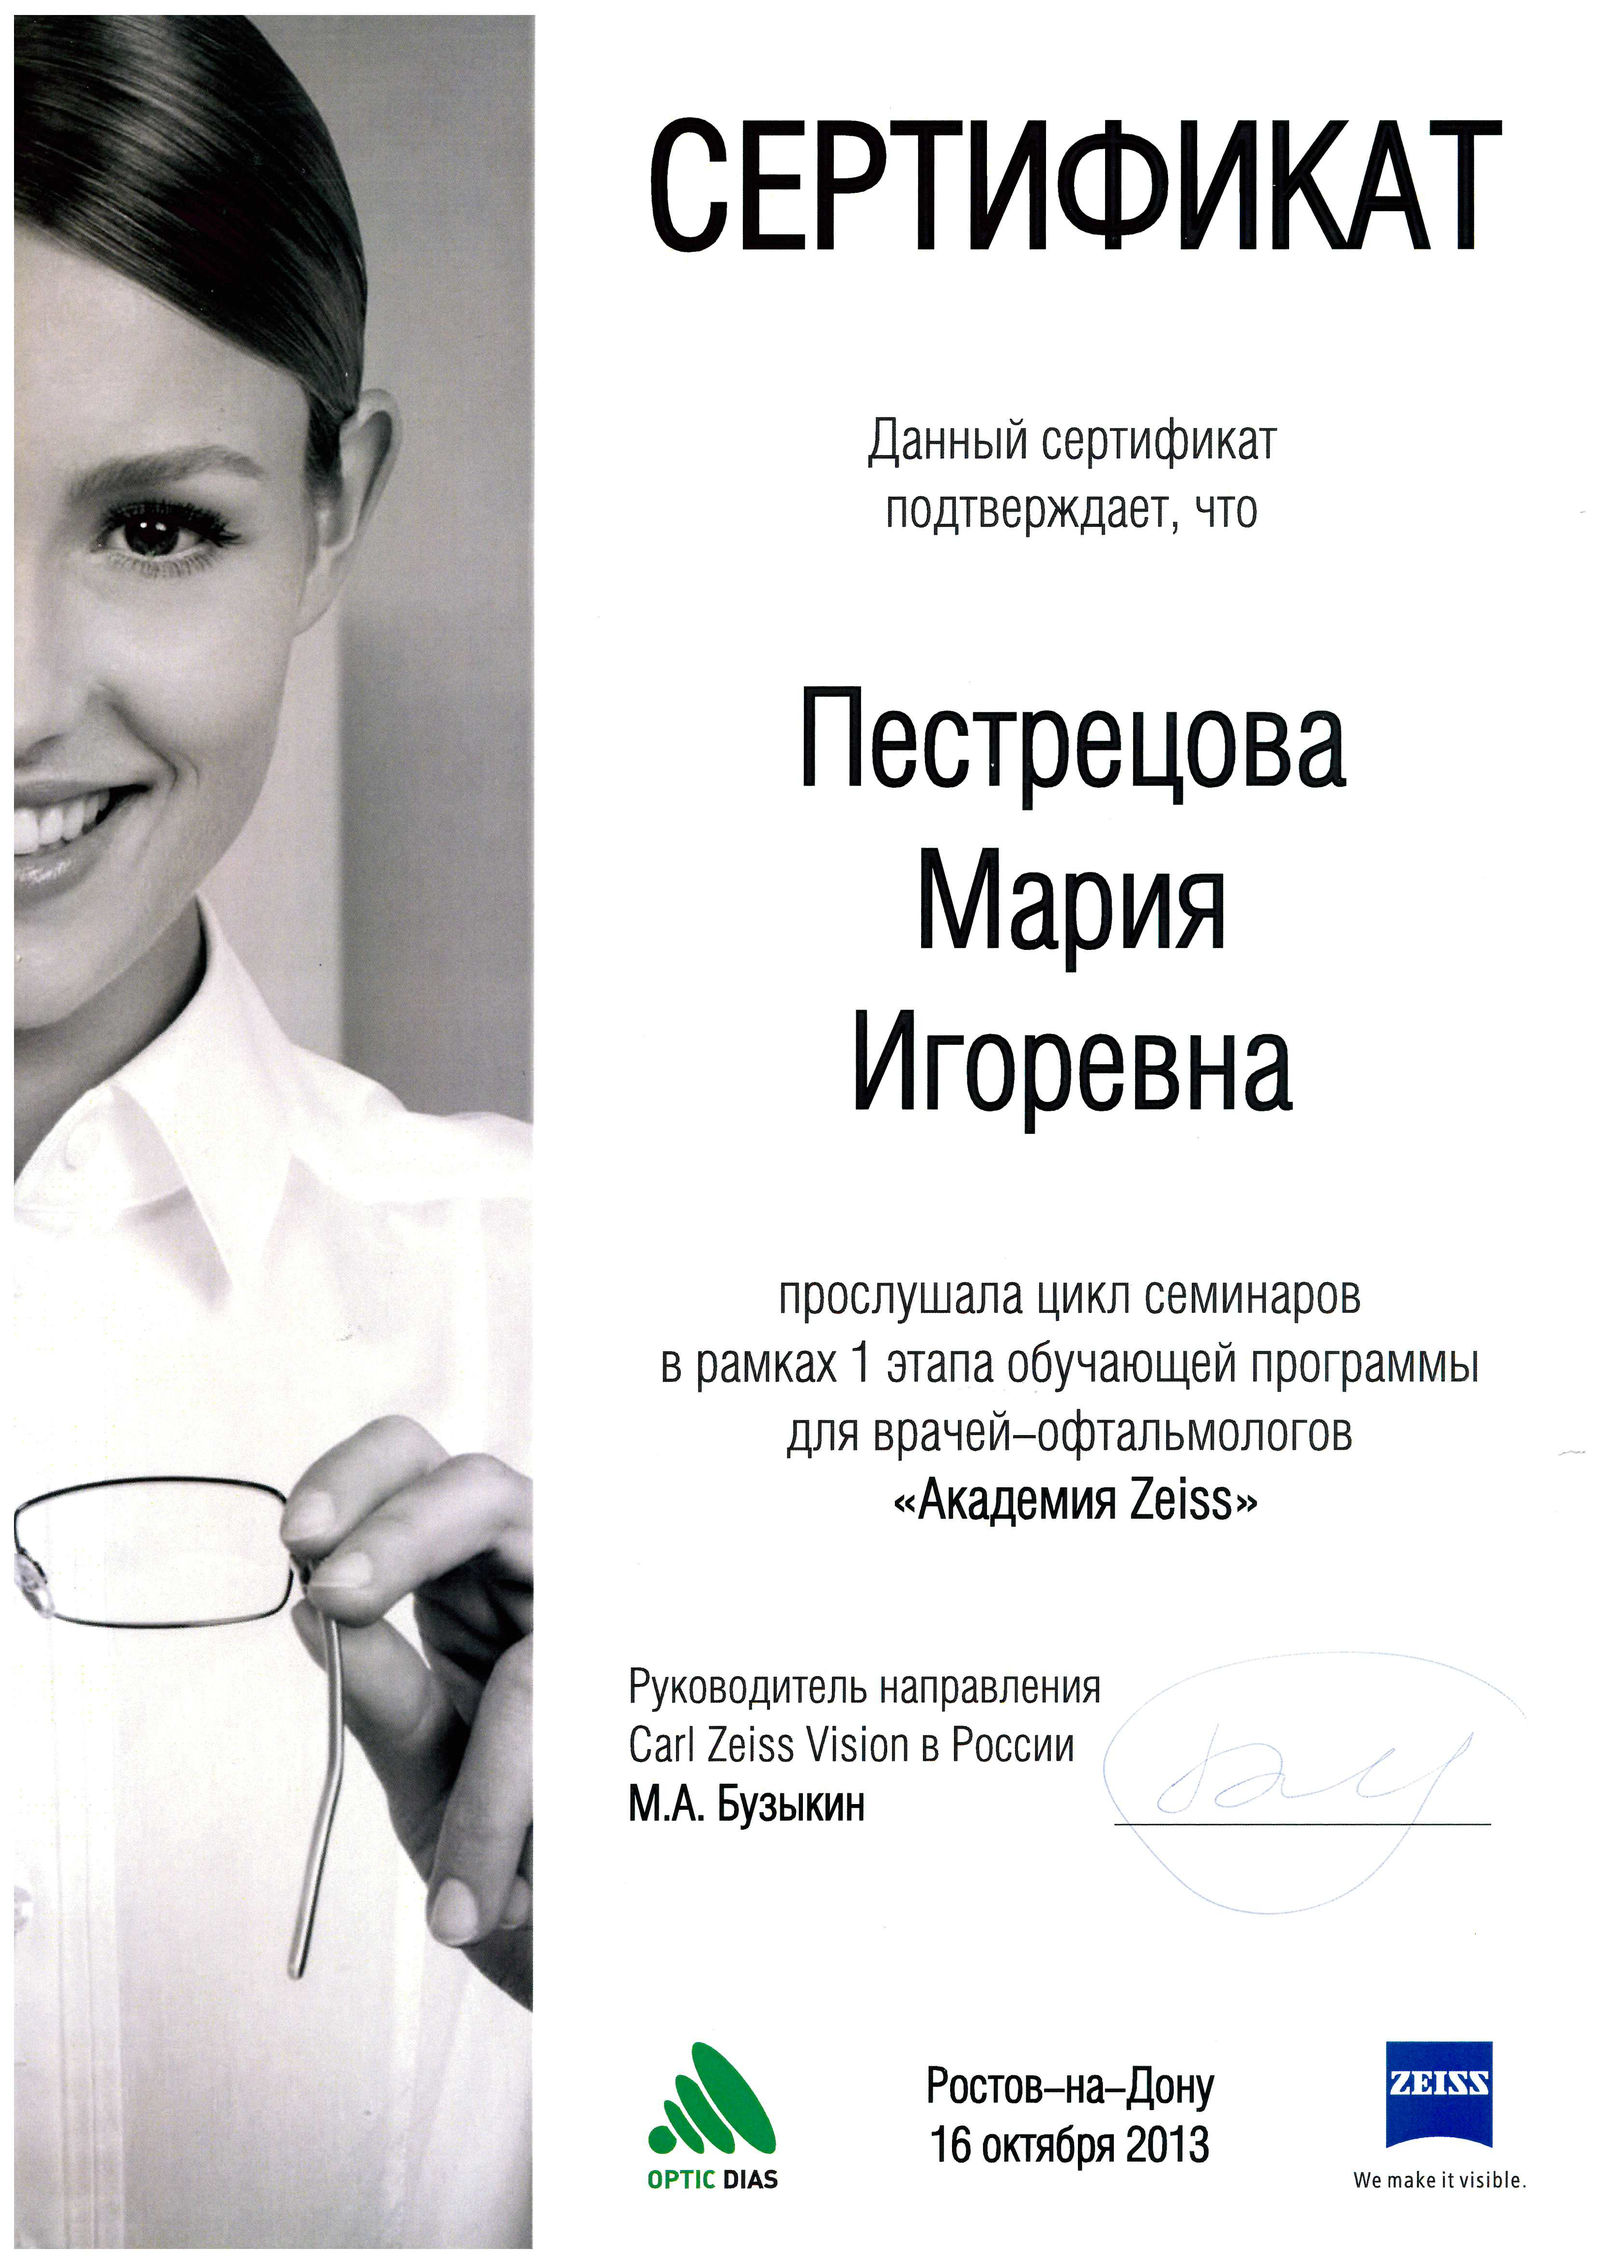 СЕРТИФИКАТ
Данный сертификат
подтверждает, что
Пестрецова
Мария
Игоревна
прослушала цикл семинаров
в рамках 1 этапа обучающей программы
для врачей–офтальмологов
«Академия Zeiss»
Руководитель направления
Carl Zeiss Vision в России
М.А. Бузыкин
OPTIC DIAS
Ростов–на–Дону
16 октября 2013
ZEISS
We make it visible.